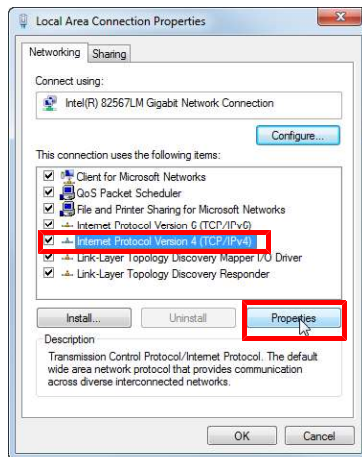 Local Area Connection Properties
Networking
Sharing
Connect using:
Intel(R) 82567LM Gigabit Network Connection
Configure...
This connection uses the following items:
Client for Microsoft Networks
QoS Packet Scheduler
File and Printer Sharing for Microsoft Networks
Internet Protocol Version 6 (TCP/IPv6)
Internet Protocol Version 4 (TCP/IPv4)
Link-Layer Topology Discovery Mapper I/O Driver
Link-Layer Topology Discovery Responder
Install...
Uninstall
Properties
Description
Transmission Control Protocol/Internet Protocol. The default
wide area network protocol that provides communication
across diverse interconnected networks.
OK
Cancel